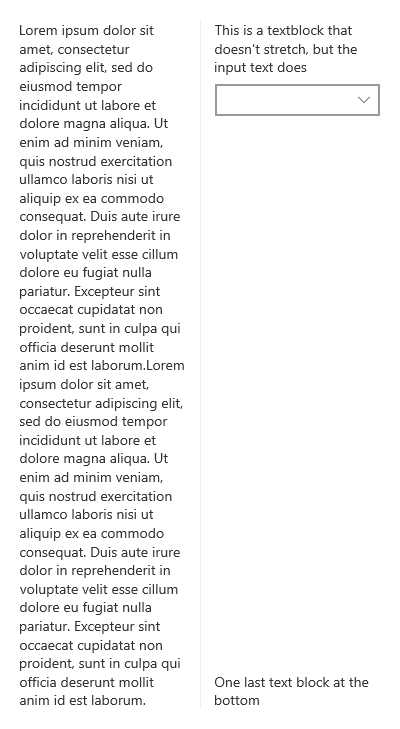 Lorem ipsum dolor sit
amet, consectetur
adipiscing elit, sed do
eiusmod tempor
incididunt ut labore et
dolore magna aliqua. Ut
enim ad minim veniam,
quis nostrud exercitation
ullamco laboris nisi ut
aliquip ex ea commodo
consequat. Duis aute irure
dolor in reprehenderit in
voluptate velit esse cillum
dolore eu fugiat nulla
pariatur. Excepteur sint
occaecat cupidatat non
proident, sunt in culpa qui
officia deserunt mollit
anim id est laborum.Lorem
ipsum dolor sit amet,
consectetur adipiscing elit,
sed do eiusmod tempor
incididunt ut labore et
dolore magna aliqua. Ut
enim ad minim veniam,
quis nostrud exercitation
ullamco laboris nisi ut
aliquip ex ea commodo
consequat. Duis aute irure
dolor in reprehenderit in
voluptate velit esse cillum
dolore eu fugiat nulla
pariatur. Excepteur sint
occaecat cupidatat non
proident, sunt in culpa qui
officia deserunt mollit
anim id est laborum.
This is a textblock that
doesn't stretch, but the
input text does
One last text block at the
bottom